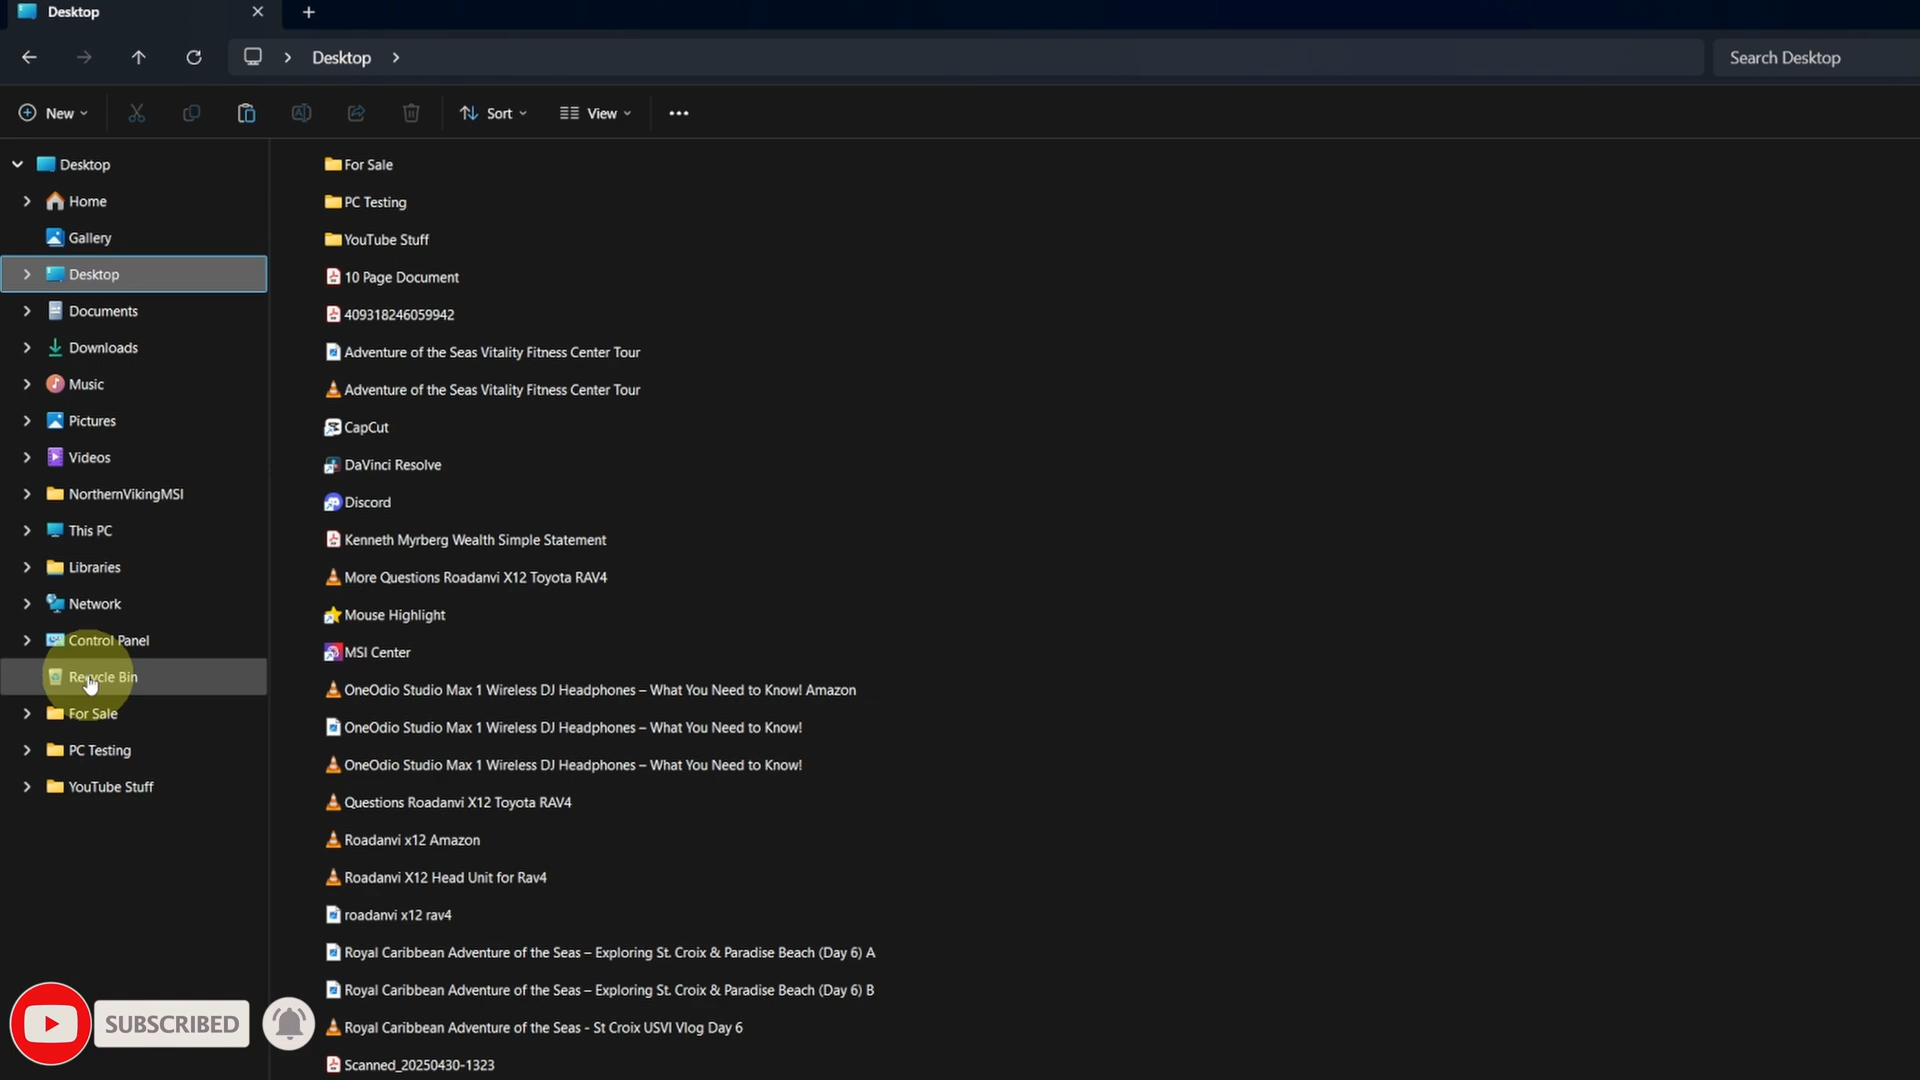 Desktop
Desktop
Search Desktop
New
Sort
View
Desktop
Home
Gallery
Desktop
Documents
Downloads
Music
Pictures
Videos
NorthernVikingMSI
This PC
Libraries
Network
Control Panel
Recycle Bin
For Sale
PC Testing
YouTube Stuff
For Sale
PC Testing
YouTube Stuff
10 Page Document
409318246059942
Adventure of the Seas Vitality Fitness Center Tour
Adventure of the Seas Vitality Fitness Center Tour
CapCut
DaVinci Resolve
Discord
Kenneth Myrberg Wealth Simple Statement
More Questions Roadanvi X12 Toyota RAV4
Mouse Highlight
MSI Center
OneOdio Studio Max 1 Wireless DJ Headphones – What You Need to Know! Amazon
OneOdio Studio Max 1 Wireless DJ Headphones – What You Need to Know!
OneOdio Studio Max 1 Wireless DJ Headphones – What You Need to Know!
Questions Roadanvi X12 Toyota RAV4
Roadanvi x12 Amazon
Roadanvi X12 Head Unit for Rav4
roadanvi x12 rav4
Royal Caribbean Adventure of the Seas – Exploring St. Croix & Paradise Beach (Day 6) A
Royal Caribbean Adventure of the Seas – Exploring St. Croix & Paradise Beach (Day 6) B
Royal Caribbean Adventure of the Seas - St Croix USVI Vlog Day 6
Scanned_20250430-1323
SUBSCRIBED